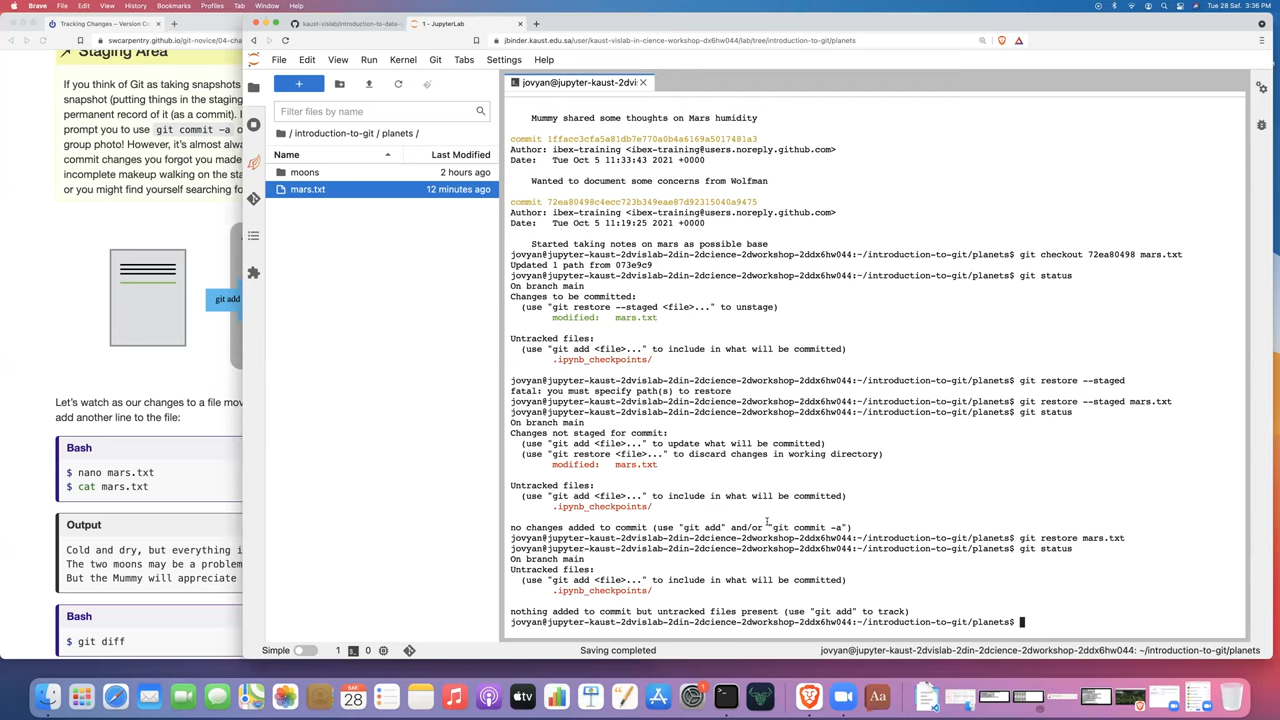 Brave File Edit View History Bookmarks Profiles Tab Window Help
Tue 28 Saf. 3:36 PM
Tracking Changes – Version Co
swcarpentry.github.io/git-novice/04-cha
Staging Area
If you think of Git as taking snapshots
snapshot (putting things in the staging
permanent record of it (as a commit). I
prompt you to use git commit -a o
group photo! However, it's almost alwa
commit changes you forgot you made
incomplete makeup walking on the sta
or you might find yourself searching fo
git add
Let's watch as our changes to a file mov
add another line to the file:
Bash
$ nano mars.txt
$ cat mars.txt
Output
Cold and dry, but everything i
The two moons may be a problem
But the Mummy will appreciate
Bash
$ git diff
kaust-vislab/introduction-to-data-
1 - JupyterLab
jbinder.kaust.edu.sa/user/kaust-vislab-in-cience-workshop-dx6hw044/lab/tree/introduction-to-git/planets
File Edit View Run Kernel Git Tabs Settings Help
Filter files by name
/ introduction-to-git / planets /
Name Last Modified
moons 2 hours ago
mars.txt 12 minutes ago
jovyan@jupyter-kaust-2dvi
Mummy shared some thoughts on Mars humidity
commit 1ffacc3cfa5a81db7e770a0b4a6169a5017481a3
Author: ibex-training <ibex-training@users.noreply.github.com>
Date: Tue Oct 5 11:33:43 2021 +0000
Wanted to document some concerns from Wolfman
commit 72ea80498c4ecc723b349eae87d92315040a9475
Author: ibex-training <ibex-training@users.noreply.github.com>
Date: Tue Oct 5 11:19:25 2021 +0000
Started taking notes on mars as possible base
jovyan@jupyter-kaust-2dvislab-2din-2dcience-2dworkshop-2ddx6hw044:~/introduction-to-git/planets$ git checkout 72ea80498 mars.txt
Updated 1 path from 073e9c9
jovyan@jupyter-kaust-2dvislab-2din-2dcience-2dworkshop-2ddx6hw044:~/introduction-to-git/planets$ git status
On branch main
Changes to be committed:
(use "git restore --staged <file>..." to unstage)
modified: mars.txt
Untracked files:
(use "git add <file>..." to include in what will be committed)
.ipynb_checkpoints/
jovyan@jupyter-kaust-2dvislab-2din-2dcience-2dworkshop-2ddx6hw044:~/introduction-to-git/planets$ git restore --staged
fatal: you must specify path(s) to restore
jovyan@jupyter-kaust-2dvislab-2din-2dcience-2dworkshop-2ddx6hw044:~/introduction-to-git/planets$ git restore --staged mars.txt
jovyan@jupyter-kaust-2dvislab-2din-2dcience-2dworkshop-2ddx6hw044:~/introduction-to-git/planets$ git status
On branch main
Changes not staged for commit:
(use "git add <file>..." to update what will be committed)
(use "git restore <file>..." to discard changes in working directory)
modified: mars.txt
Untracked files:
(use "git add <file>..." to include in what will be committed)
.ipynb_checkpoints/
no changes added to commit (use "git add" and/or "git commit -a")
jovyan@jupyter-kaust-2dvislab-2din-2dcience-2dworkshop-2ddx6hw044:~/introduction-to-git/planets$ git restore mars.txt
jovyan@jupyter-kaust-2dvislab-2din-2dcience-2dworkshop-2ddx6hw044:~/introduction-to-git/planets$ git status
On branch main
Untracked files:
(use "git add <file>..." to include in what will be committed)
.ipynb_checkpoints/
nothing added to commit but untracked files present (use "git add" to track)
jovyan@jupyter-kaust-2dvislab-2din-2dcience-2dworkshop-2ddx6hw044:~/introduction-to-git/planets$
Simple 1 0 Saving completed jovyan@jupyter-kaust-2dvislab-2din-2dcience-2dworkshop-2ddx6hw044: ~/introduction-to-git/planets
SAF.
28
tv
Aa